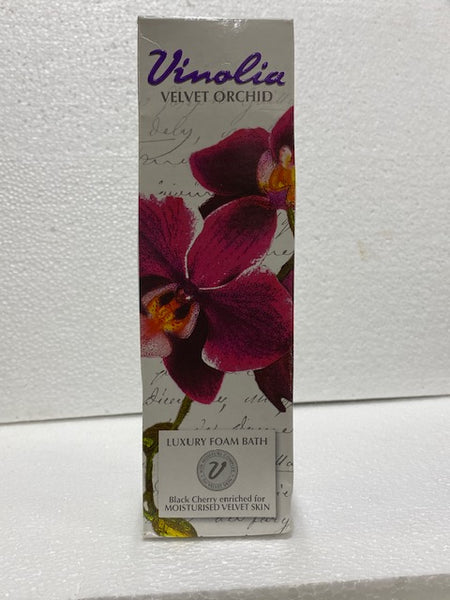 Vinolia
VELVET ORCHID
LUXURY FOAM BATH
V
Black Cherry enriched for
MOISTURISED VELVET SKIN